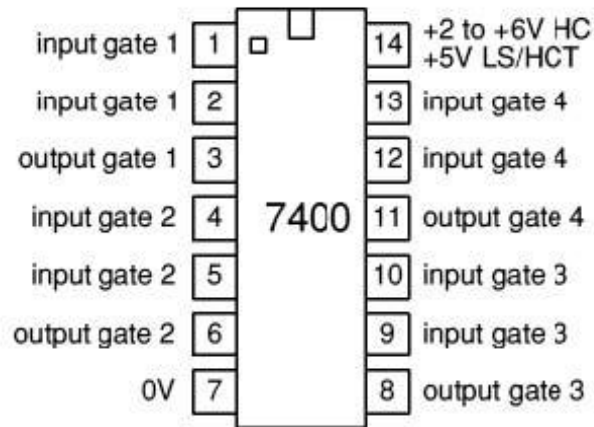 input gate 1 1
input gate 1 2
output gate 1 3
input gate 2 4
input gate 2 5
output gate 2 6
0V 7
7400
14 +2 to +6V HC
+5V LS/HCT
13 input gate 4
12 input gate 4
11 output gate 4
10 input gate 3
9 input gate 3
8 output gate 3